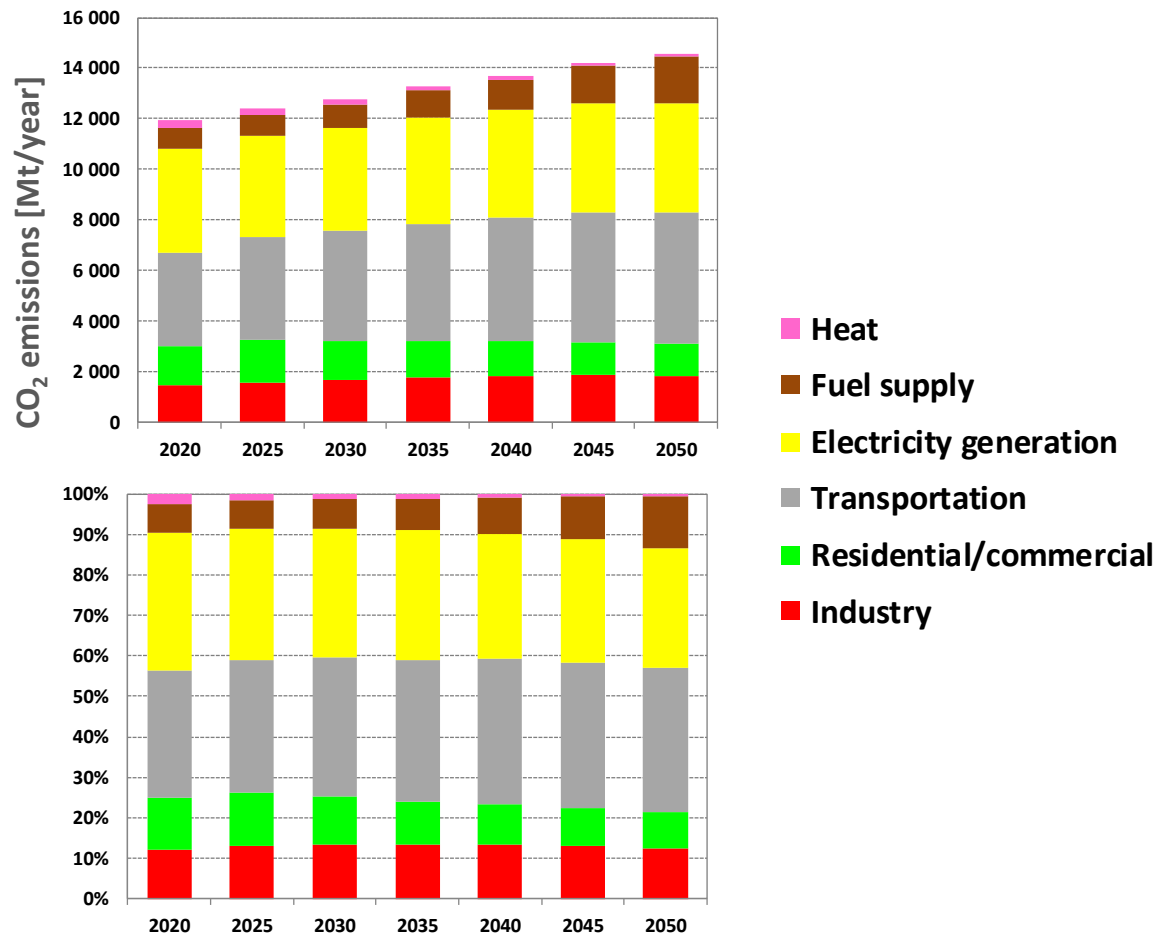 CO₂ emissions [Mt/year]
16 000
14 000
12 000
10 000
8 000
6 000
4 000
2 000
0
2020 2025 2030 2035 2040 2045 2050
100%
90%
80%
70%
60%
50%
40%
30%
20%
10%
0%
2020 2025 2030 2035 2040 2045 2050
Heat
Fuel supply
Electricity generation
Transportation
Residential/commercial
Industry